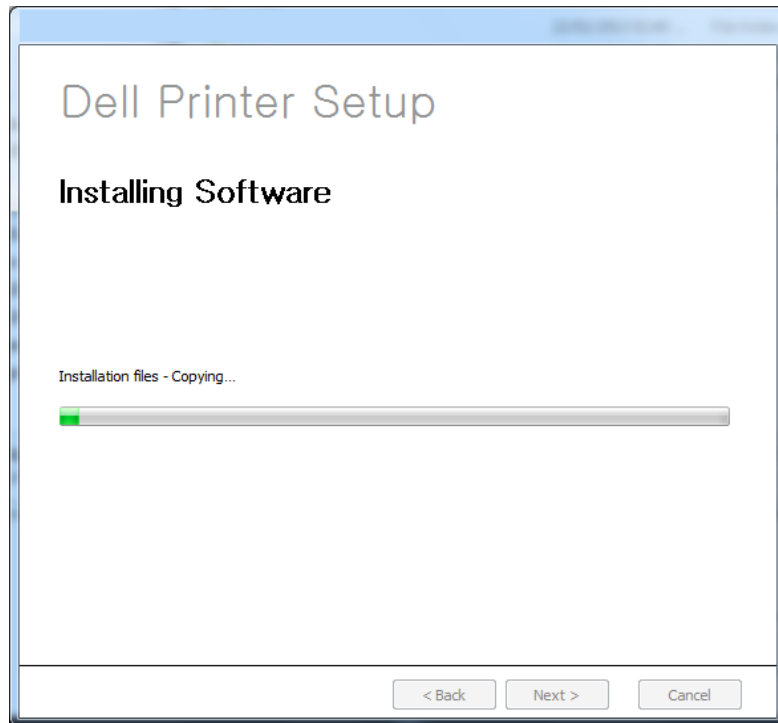 Dell Printer Setup
Installing Software
Installation files - Copying...
< Back
Next >
Cancel